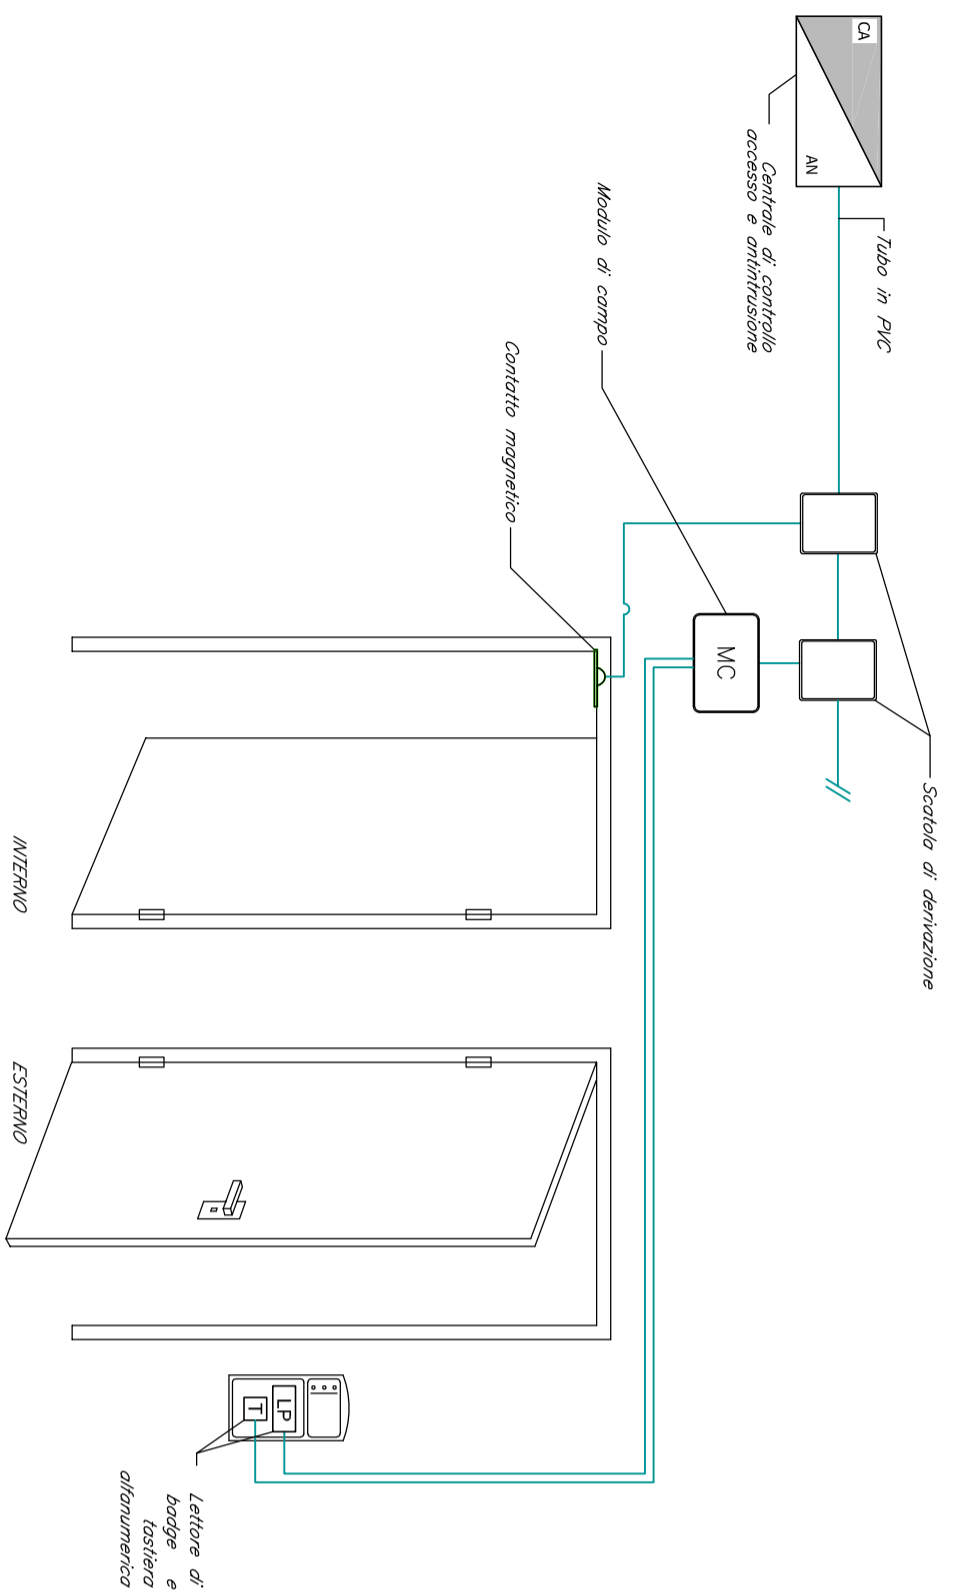 CA
AN
Centrale di controllo
accesso e antintrusione
Tubo in PVC
Modulo di campo
Contatto magnetico
MC
Scatola di derivazione
INTERNO
ESTERNO
LP
T
Lettore di
badge e
tastiera
alfanumerica